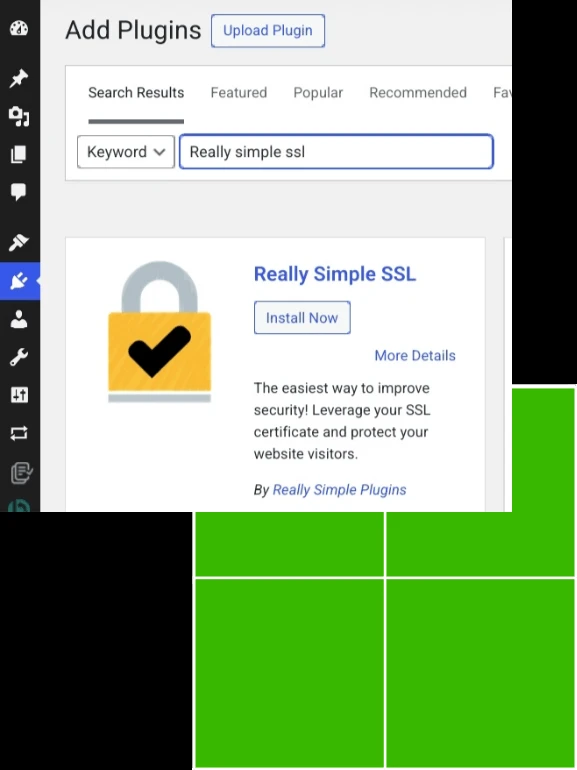 Add Plugins Upload Plugin
Search Results Featured Popular Recommended Fav
Keyword Really simple ssl
Really Simple SSL
Install Now
More Details
The easiest way to improve
security! Leverage your SSL
certificate and protect your
website visitors.
By Really Simple Plugins